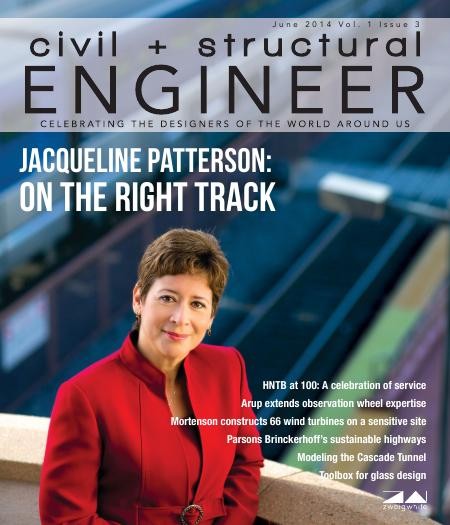 June 2014 Vol. 1 Issue 3
civil + structural
ENGINEER
CELEBRATING THE DESIGNERS OF THE WORLD AROUND US
JACQUELINE PATTERSON:
ON THE RIGHT TRACK
HNTB at 100: A celebration of service
Arup extends observation wheel expertise
Mortenson constructs 66 wind turbines on a sensitive site
Parsons Brinckerhoff's sustainable highways
Modeling the Cascade Tunnel
Toolbox for glass design
zweigwhite